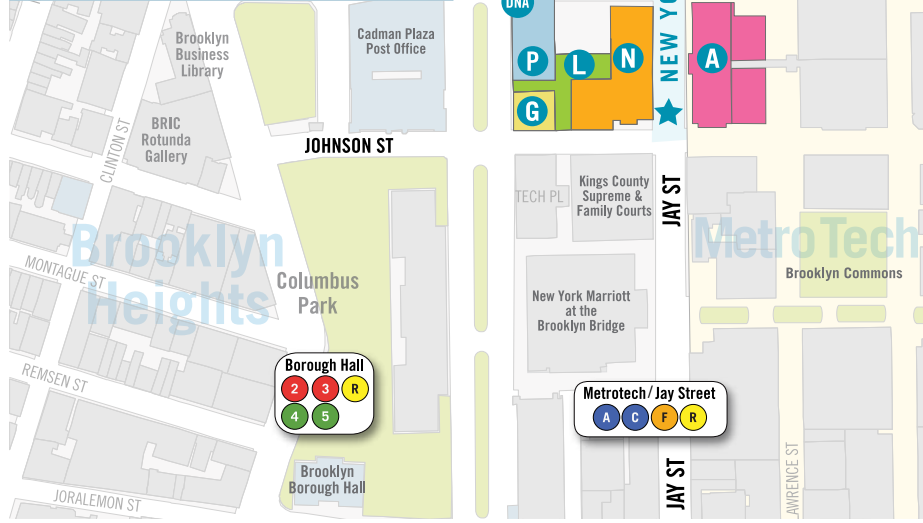 DNA
Brooklyn
Business
Library
Cadman Plaza
Post Office
P
L
N
A
G
NEW YO
CLINTON ST
BRIC
Rotunda
Gallery
JOHNSON ST
TECH PL
Kings County
Supreme &
Family Courts
JAY ST
Brooklyn
Heights
MetroTech
Brooklyn Commons
MONTAGUE ST
Columbus
Park
New York Marriott
at the
Brooklyn Bridge
REMSEN ST
Borough Hall
2 3 R
4 5
Metrotech/Jay Street
A C F R
JAY ST
AWRENCE ST
Brooklyn
Borough Hall
JORALEMON ST